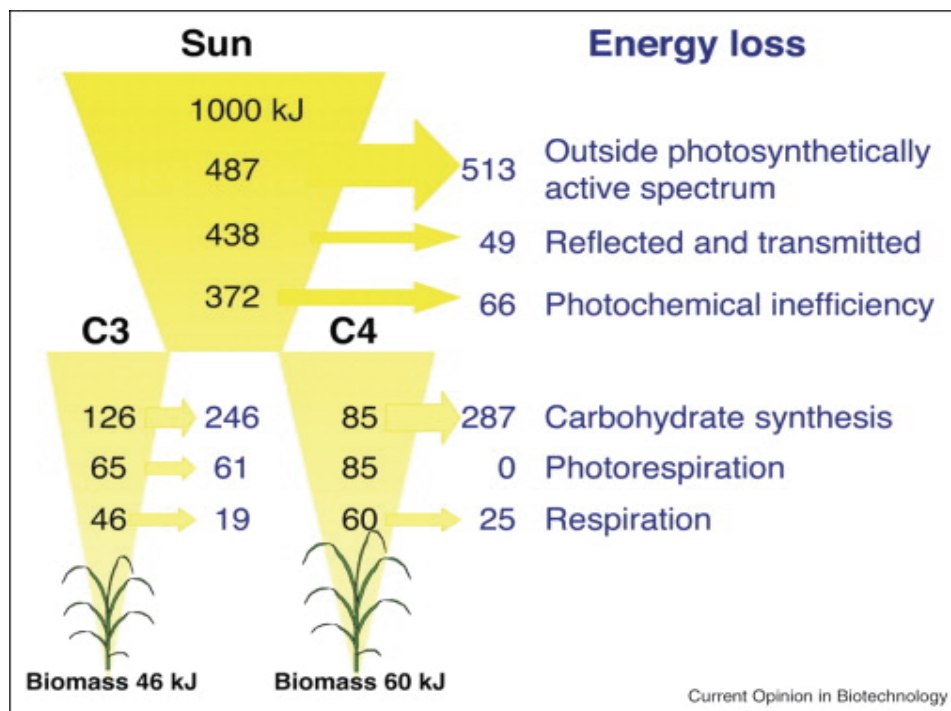 Sun
Energy loss
1000 kJ
487
513
Outside photosynthetically
active spectrum
438
49
Reflected and transmitted
372
66
Photochemical inefficiency
C3
C4
126
246
85
287
Carbohydrate synthesis
65
61
85
0
Photorespiration
46
19
60
25
Respiration
Biomass 46 kJ
Biomass 60 kJ
Current Opinion in Biotechnology